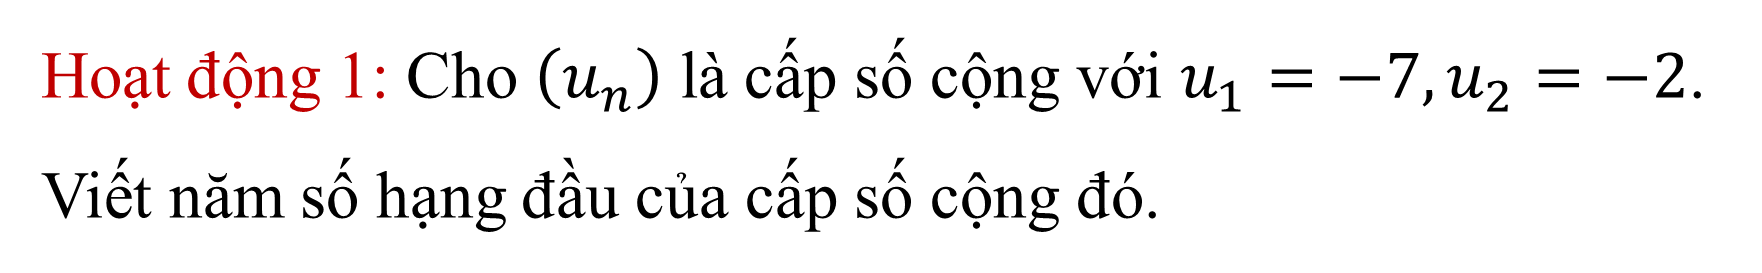 Hoạt động 1: Cho (uₙ) là cấp số cộng với u₁ = −7, u₂ = −2.
Viết năm số hạng đầu của cấp số cộng đó.